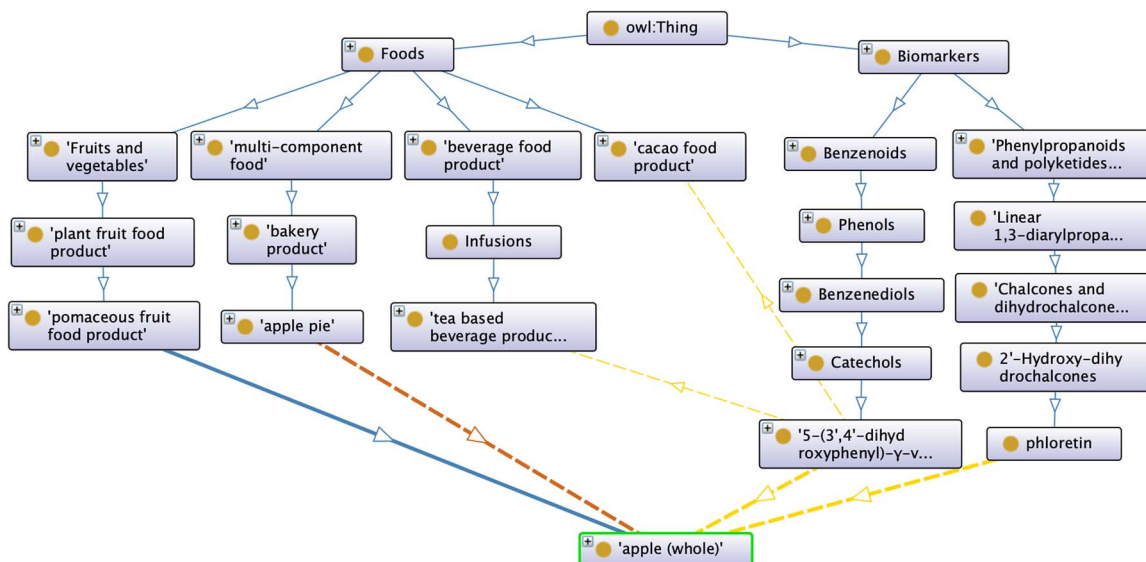 owl:Thing
Foods
Biomarkers
'Fruits and
vegetables'
'multi-component
food'
'beverage food
product'
'cacao food
product'
Benzenoids
'Phenylpropanoids
and polyketides...
'plant fruit food
product'
'bakery
product'
Infusions
Phenols
'Linear
1,3-diarylpropa...
'pomaceous fruit
food product'
'apple pie'
'tea based
beverage produc...
Benzenediols
'Chalcones and
dihydrochalcone...
Catechols
2'-Hydroxy-dihy
drochalcones
'5-(3',4'-dihyd
roxyphenyl)-γ-v...
phloretin
'apple (whole)'